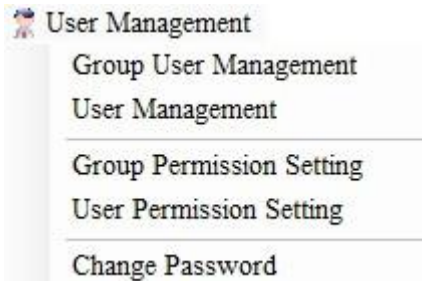 User Management
Group User Management
User Management
Group Permission Setting
User Permission Setting
Change Password